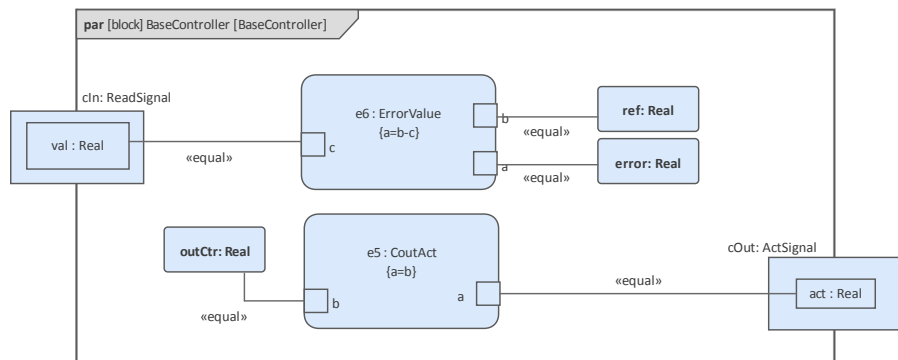 par [block] BaseController [BaseController]
cIn: ReadSignal
val : Real
«equal»
e6 : ErrorValue
{a=b-c}
c
b
a
«equal»
«equal»
ref: Real
error: Real
outCtr: Real
«equal»
e5 : CoutAct
{a=b}
b
a
«equal»
cOut: ActSignal
act : Real